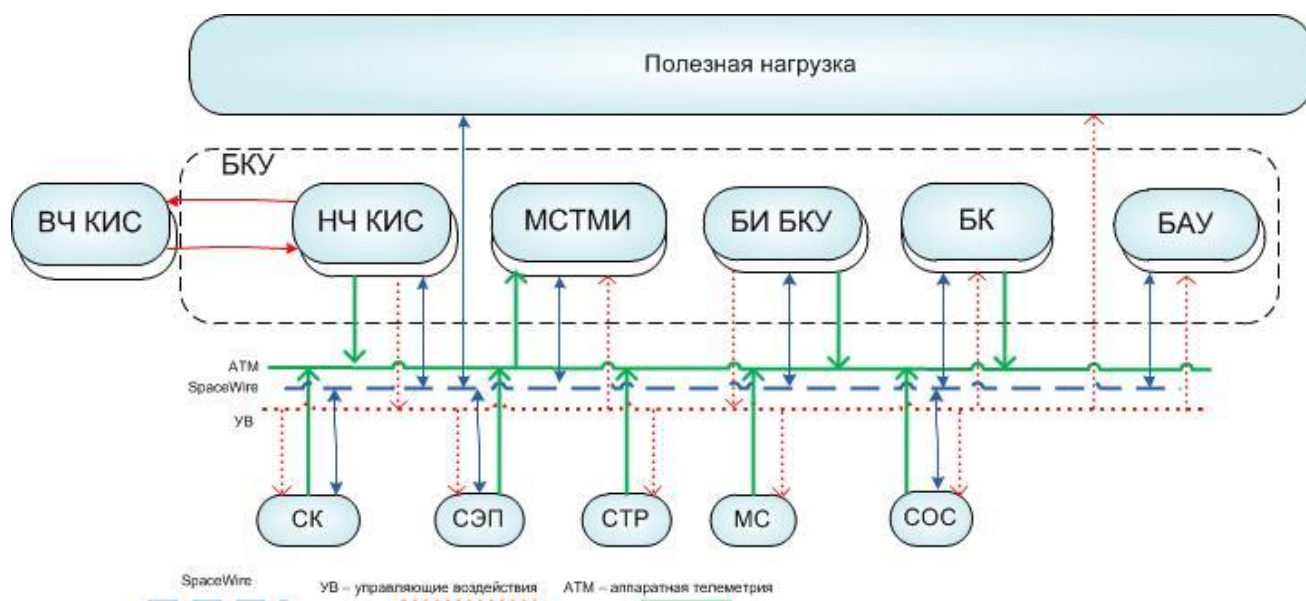 Полезная нагрузка
БКУ
ВЧ КИС
НЧ КИС
МСТМИ
БИ БКУ
БК
БАУ
АТМ
SpaceWire
УВ
СК
СЭП
СТР
МС
СОС
SpaceWire
УВ – управляющие воздействия
АТМ – аппаратная телеметрия